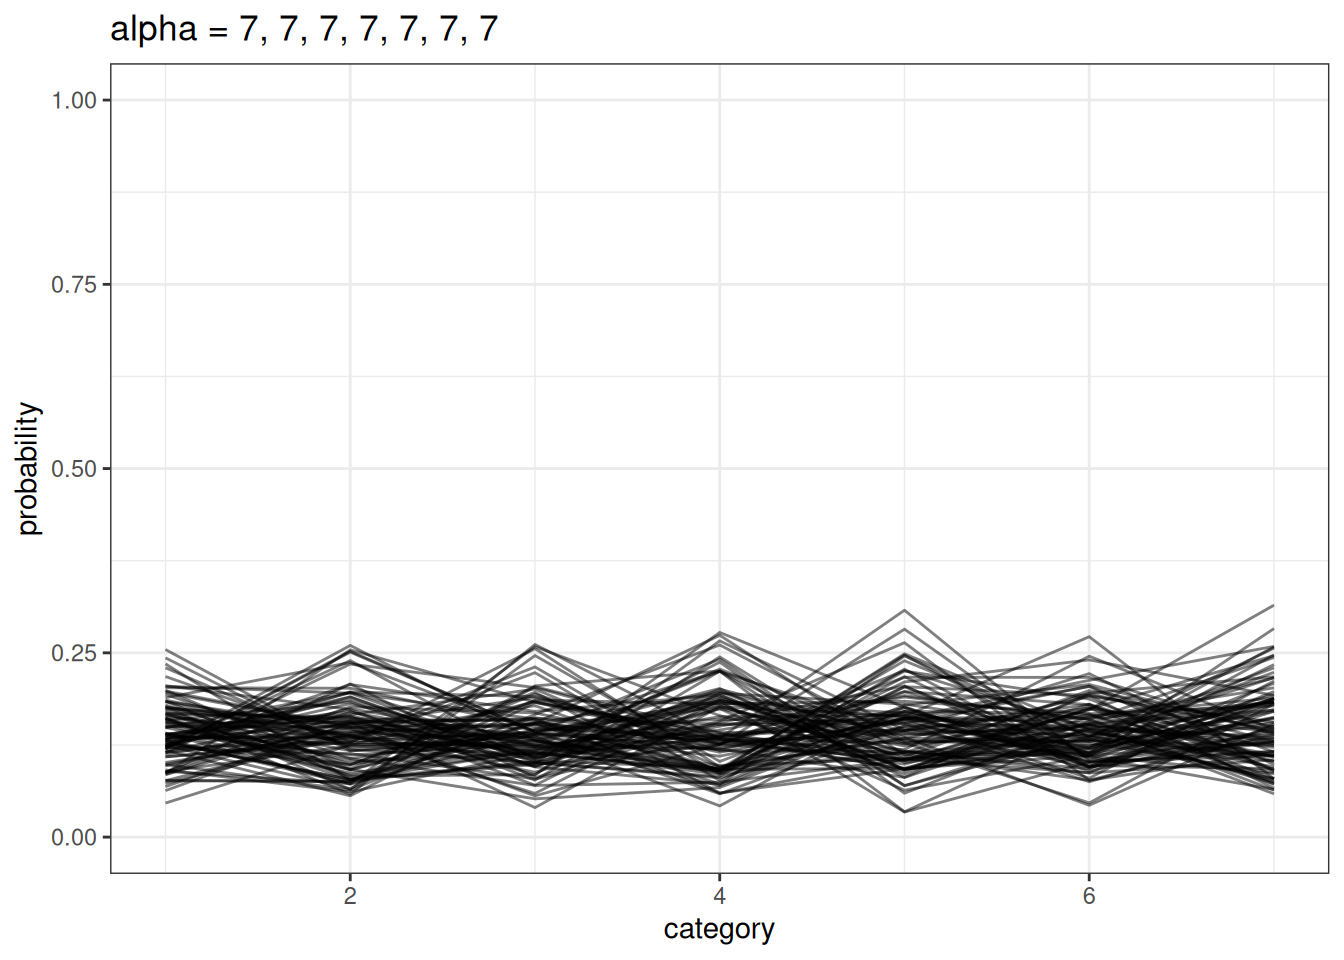 alpha = 7, 7, 7, 7, 7, 7, 7
1.00
0.75
0.50
0.25
0.00
probability
2 4 6
category